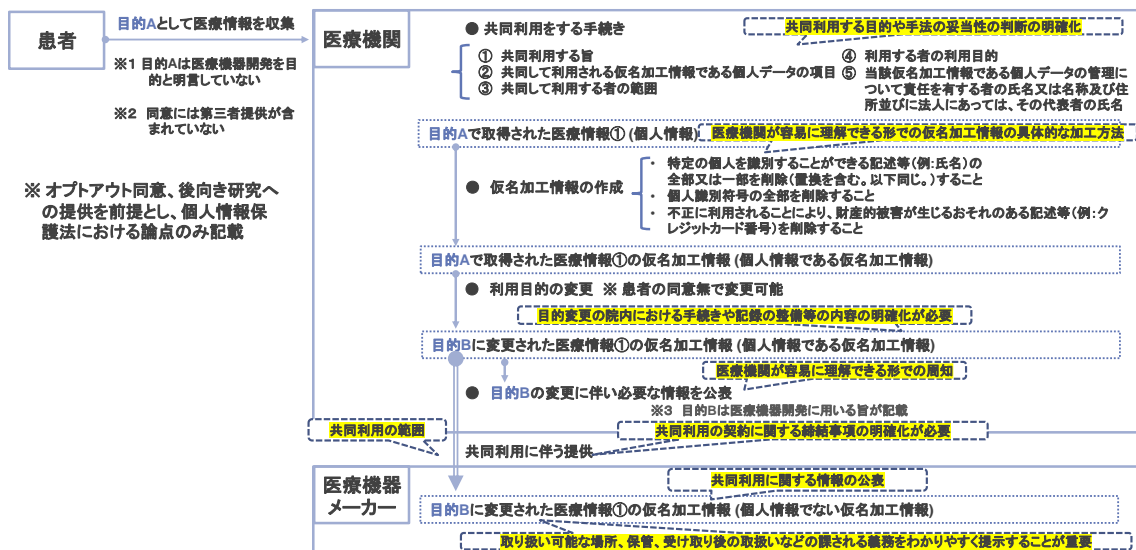 患者
目的Aとして医療情報を収集
※1 目的Aは医療機器開発を目
的と明言していない
※2 同意には第三者提供が含
まれていない
※ オプトアウト同意、後向き研究へ
の提供を前提とし、個人情報保
護法における論点のみ記載
医療機関
● 共同利用をする手続き
共同利用する目的や手法の妥当性の判断の明確化
① 共同利用する旨
② 共同して利用される仮名加工情報である個人データの項目
③ 共同して利用する者の範囲
④ 利用する者の利用目的
⑤ 当該仮名加工情報である個人データの管理に
ついて責任を有する者の氏名又は名称及び住
所並びに法人にあっては、その代表者の氏名
目的Aで取得された医療情報① (個人情報)
医療機関が容易に理解できる形での仮名加工情報の具体的な加工方法
● 仮名加工情報の作成
・ 特定の個人を識別することができる記述等(例:氏名)の
全部又は一部を削除(置換を含む。以下同じ。)すること
・ 個人識別符号の全部を削除すること
・ 不正に利用されることにより、財産的被害が生じるおそれのある記述等(例:ク
レジットカード番号)を削除すること
目的Aで取得された医療情報①の仮名加工情報 (個人情報である仮名加工情報)
● 利用目的の変更 ※ 患者の同意無で変更可能
目的変更の院内における手続きや記録の整備等の内容の明確化が必要
目的Bに変更された医療情報①の仮名加工情報 (個人情報である仮名加工情報)
医療機関が容易に理解できる形での周知
● 目的Bの変更に伴い必要な情報を公表
※3 目的Bは医療機器開発に用いる旨が記載
共同利用の範囲
共同利用の契約に関する締結事項の明確化が必要
共同利用に伴う提供
医療機器
メーカー
共同利用に関する情報の公表
目的Bに変更された医療情報①の仮名加工情報 (個人情報でない仮名加工情報)
取り扱い可能な場所、保管、受け取り後の取扱いなどの課される義務をわかりやすく提示することが重要